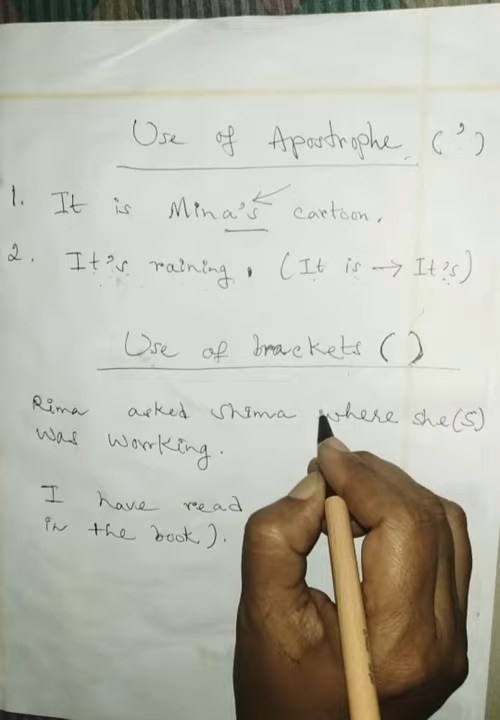 Use of Apostrophe (’)
1. It is Mina's cartoon.
2. It's raining. (It is → It's)
Use of brackets ( )
Rima asked Shima where she (S)
was working.
I have read
in the book).